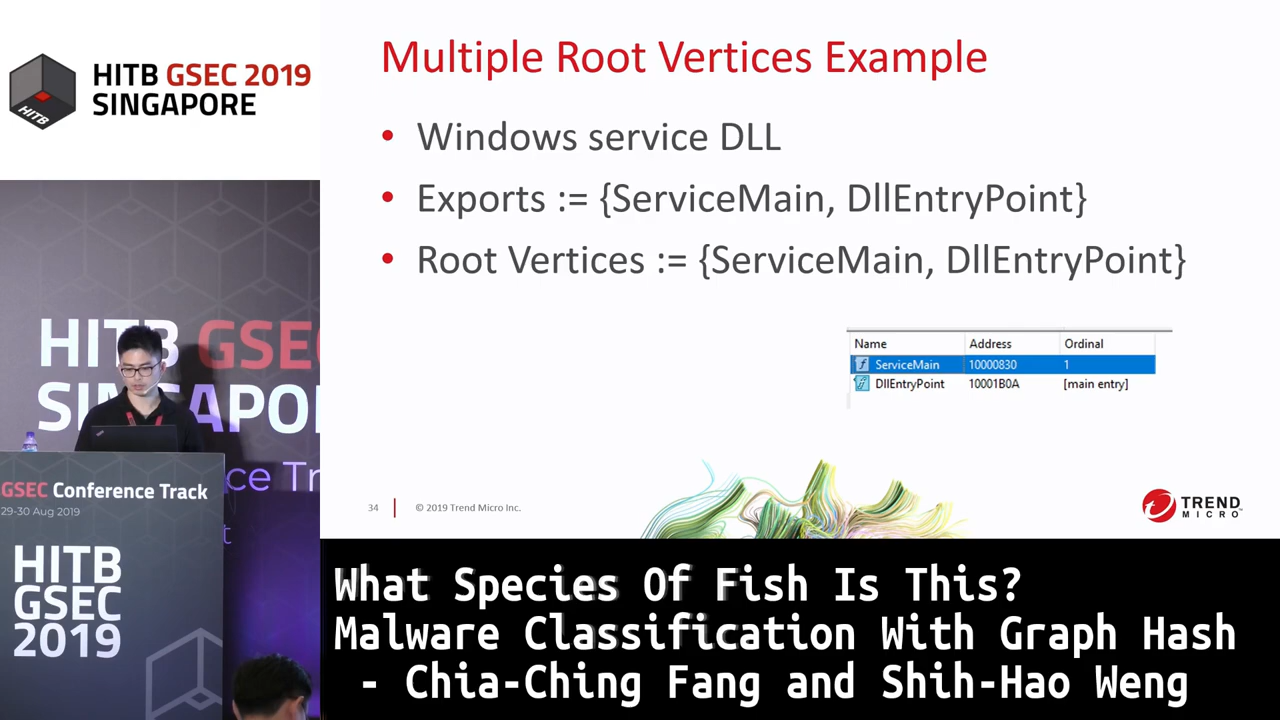 HITB GSEC 2019
SINGAPORE
HITB
Multiple Root Vertices Example
• Windows service DLL
• Exports := {ServiceMain, DllEntryPoint}
• Root Vertices := {ServiceMain, DllEntryPoint}
Name Address Ordinal
ServiceMain 10000830 1
DllEntryPoint 10001B0A [main entry]
34 © 2019 Trend Micro Inc.
TREND
MICRO
HITB GSE
GSEC Conference Track
29-30 Aug 2019
HITB
GSEC
2019
What Species Of Fish Is This?
Malware Classification With Graph Hash
- Chia-Ching Fang and Shih-Hao Weng